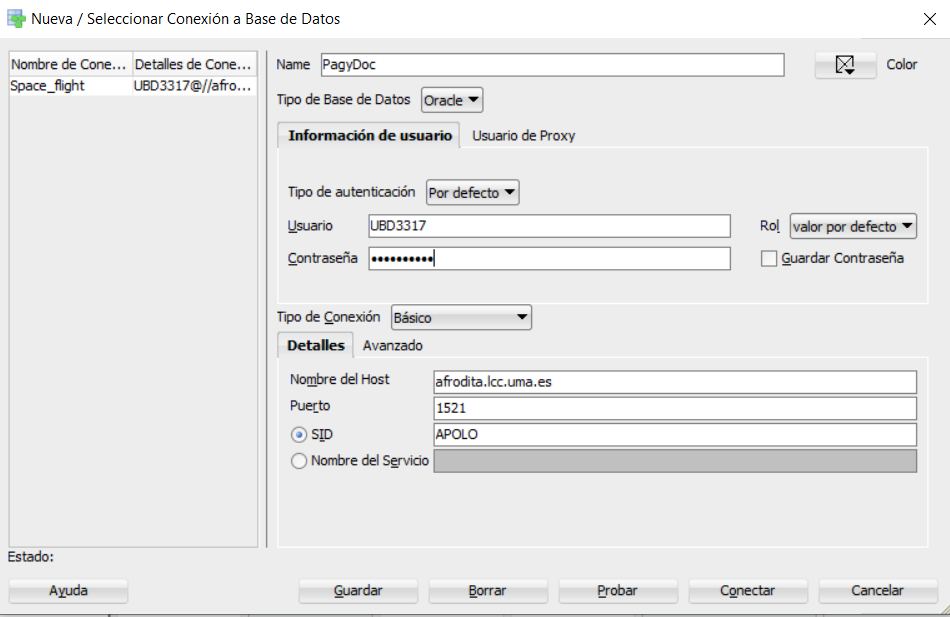 Nueva / Seleccionar Conexión a Base de Datos
Nombre de Cone... Detalles de Cone...
Space_flight UBD3317@//afro...
Name PagyDoc Color
Tipo de Base de Datos Oracle
Información de usuario Usuario de Proxy
Tipo de autenticación Por defecto
Usuario UBD3317 Rol valor por defecto
Contraseña •••••••••• Guardar Contraseña
Tipo de Conexión Básico
Detalles Avanzado
Nombre del Host afrodita.lcc.uma.es
Puerto 1521
SID APOLO
Nombre del Servicio
Estado:
Ayuda Guardar Borrar Probar Conectar Cancelar